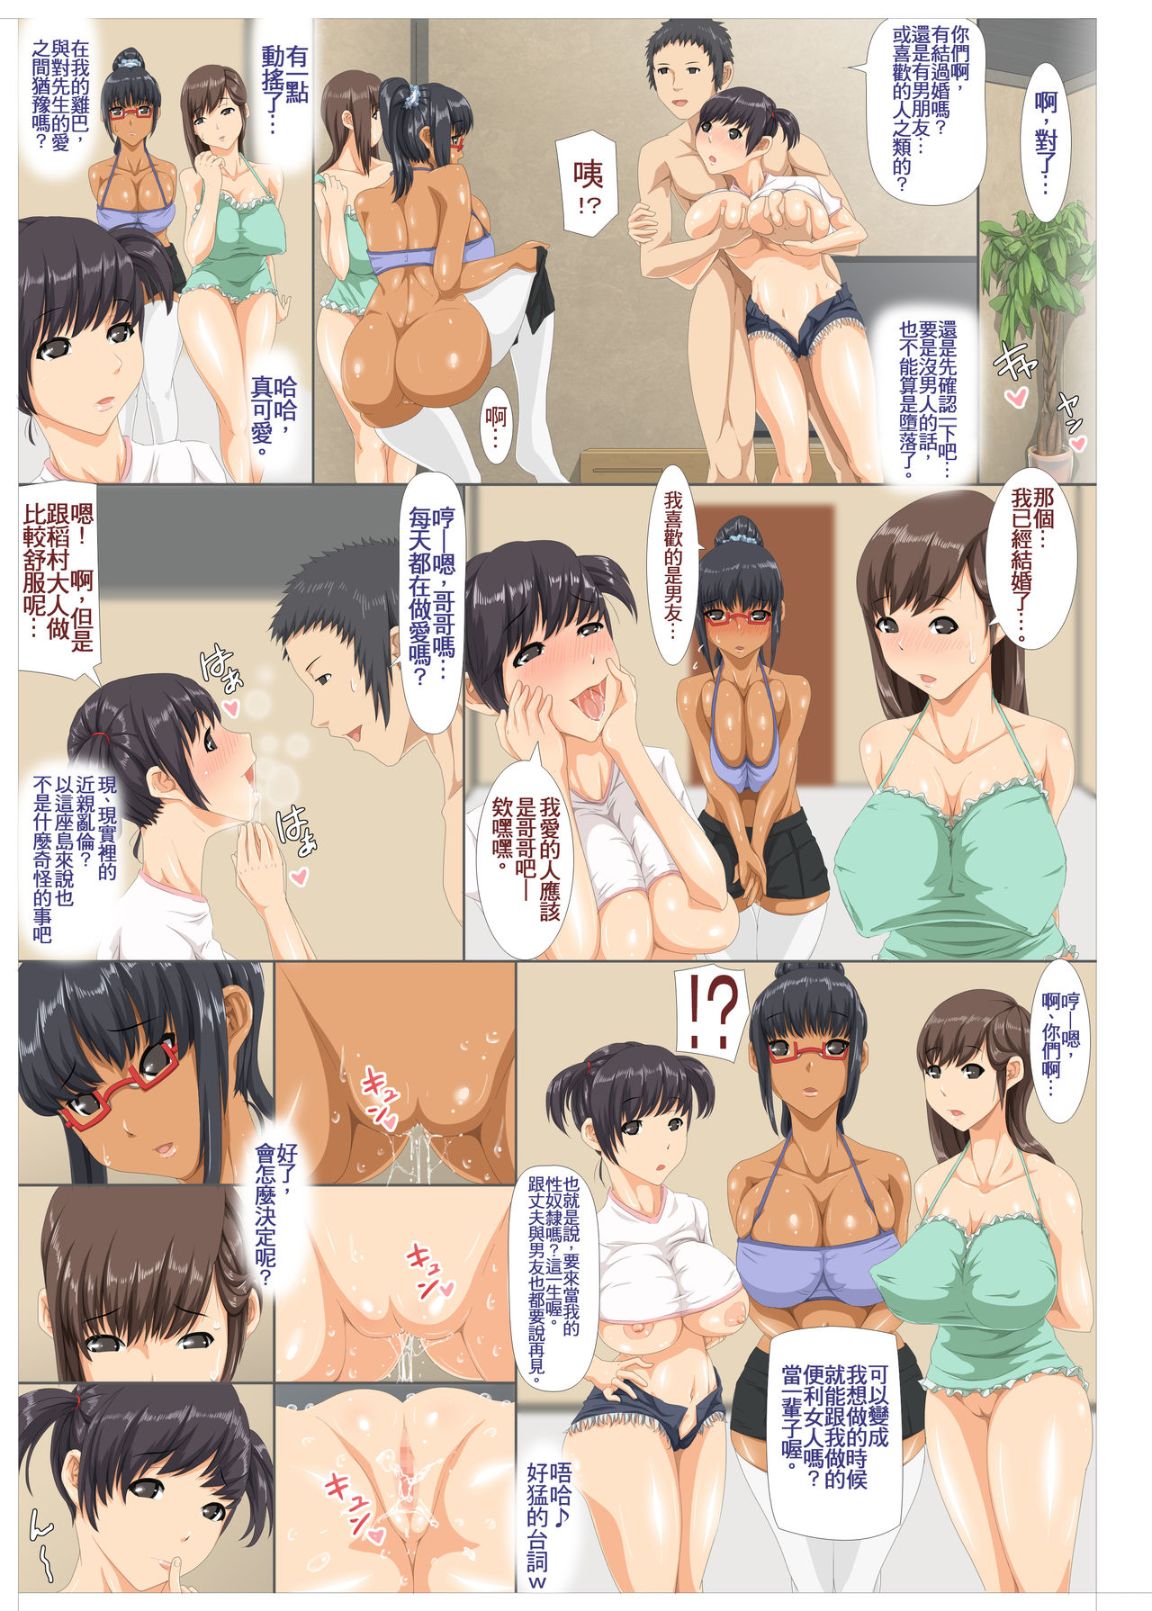 啊，對了…
你們啊，
有結過婚嗎？
還是有男朋友…
或喜歡的人之類的？
咦
!?
還是先確認一下吧…
要是沒男人的話，
也不能算是墮落了。
キャ
ヤン
啊…
有一點
動搖了…
在我的雞巴，
與對先生的愛
之間猶豫嗎？
哈哈，
真可愛。
那個…
我已經結婚了…。
我喜歡的是男友…
我愛的人應該
是哥哥吧—
欸嘿嘿。
哼—嗯，哥哥嗎…
每天都在做愛嗎？
嗯！　啊，但是
跟稻村大人做
比較舒服呢…
はぁ
はぁ
現、現實裡的
近親亂倫？
以這座島來說也
不是什麼奇怪的事吧
哼—嗯，
啊、你們啊…
!?
可以變成
我想做的時候
就能跟我做的
便利女人嗎？
當一輩子喔。
也就是說，要來當我的
性奴隸嗎？這一生喔。
跟丈夫與男友也都要說再見。
唔哈♪
好猛的台詞w
キュン
好了，
會怎麼決定呢？
キュン
キュン
ん～